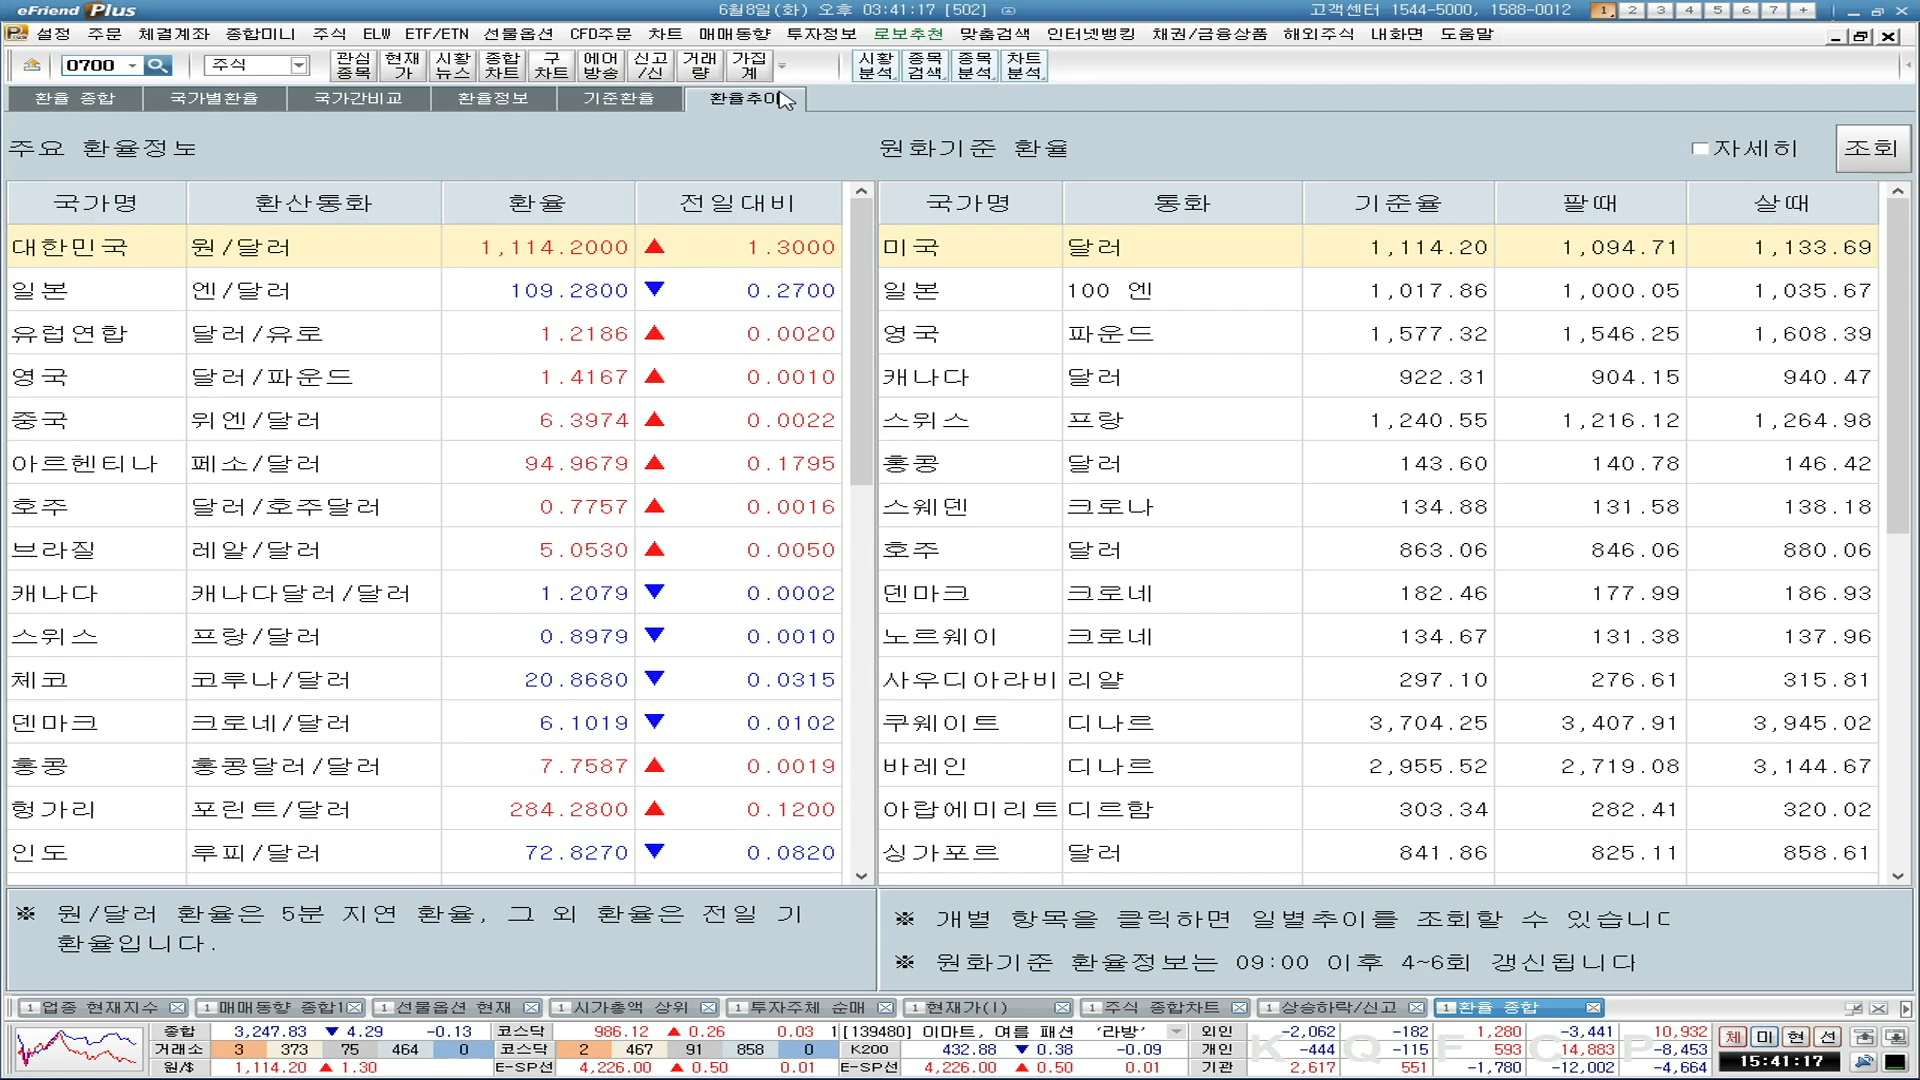 eFriend Plus 6월8일(화) 오후 03:41:17 [502] 고객센터 1544-5000, 1588-0012 1 2 3 4 5 6 7 +
설정 주문 체결계좌 종합미니 주식 ELW ETF/ETN 선물옵션 CFD주문 차트 매매동향 투자정보 로보추천 맞춤검색 인터넷뱅킹 채권/금융상품 해외주식 내화면 도움말
0700 주식 관심종목 현재가 시황뉴스 종합차트 구차트 에어방송 신고/신 거래량 가집계 시황분석 종목검색 종목분석 차트분석
환율 종합 국가별환율 국가간비교 환율정보 기준환율 환율추이
주요 환율정보
국가명 환산통화 환율 전일대비
대한민국 원/달러 1,114.2000 ▲ 1.3000
일본 엔/달러 109.2800 ▼ 0.2700
유럽연합 달러/유로 1.2186 ▲ 0.0020
영국 달러/파운드 1.4167 ▲ 0.0010
중국 위엔/달러 6.3974 ▲ 0.0022
아르헨티나 페소/달러 94.9679 ▲ 0.1795
호주 달러/호주달러 0.7757 ▲ 0.0016
브라질 레알/달러 5.0530 ▲ 0.0050
캐나다 캐나다달러/달러 1.2079 ▼ 0.0002
스위스 프랑/달러 0.8979 ▼ 0.0010
체코 코루나/달러 20.8680 ▼ 0.0315
덴마크 크로네/달러 6.1019 ▼ 0.0102
홍콩 홍콩달러/달러 7.7587 ▲ 0.0019
헝가리 포린트/달러 284.2800 ▲ 0.1200
인도 루피/달러 72.8270 ▼ 0.0820
※ 원/달러 환율은 5분 지연 환율, 그 외 환율은 전일 기
환율입니다.
원화기준 환율 자세히 조회
국가명 통화 기준율 팔때 살때
미국 달러 1,114.20 1,094.71 1,133.69
일본 100 엔 1,017.86 1,000.05 1,035.67
영국 파운드 1,577.32 1,546.25 1,608.39
캐나다 달러 922.31 904.15 940.47
스위스 프랑 1,240.55 1,216.12 1,264.98
홍콩 달러 143.60 140.78 146.42
스웨덴 크로나 134.88 131.58 138.18
호주 달러 863.06 846.06 880.06
덴마크 크로네 182.46 177.99 186.93
노르웨이 크로네 134.67 131.38 137.96
사우디아라비 리얄 297.10 276.61 315.81
쿠웨이트 디나르 3,704.25 3,407.91 3,945.02
바레인 디나르 2,955.52 2,719.08 3,144.67
아랍에미리트 디르함 303.34 282.41 320.02
싱가포르 달러 841.86 825.11 858.61
※ 개별 항목을 클릭하면 일별추이를 조회할 수 있습니다
※ 원화기준 환율정보는 09:00 이후 4~6회 갱신됩니다
1 업종 현재지수 1 매매동향 종합1 1 선물옵션 현재 1 시가총액 상위 1 투자주체 순매 1 현재가(1) 1 주식 종합차트 1 상승하락/신고 1 환율 종합
종합 3,247.83 ▼ 4.29 -0.13 코스닥 986.12 ▲ 0.26 0.03 1 [139480] 이마트, 여름 패션 '라방' 외인 -2,062 -182 1,280 -3,441 10,932 체 미 현 선
거래소 3 373 75 464 0 코스닥 2 467 91 858 0 K200 432.88 ▼ 0.38 -0.09 개인 -444 -115 593 14,883 -8,453
원/$ 1,114.20 ▲ 1.30 E-SP선 4,226.00 ▲ 0.50 0.01 E-SP선 4,226.00 ▲ 0.50 0.01 기관 2,617 551 -1,780 -12,002 -4,664 15:41:17
K Q F C P